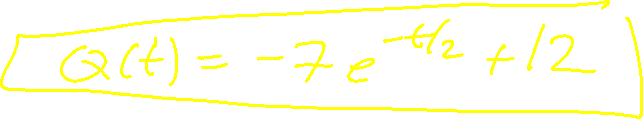 Q(t) = -7e^{-t/2} + 12